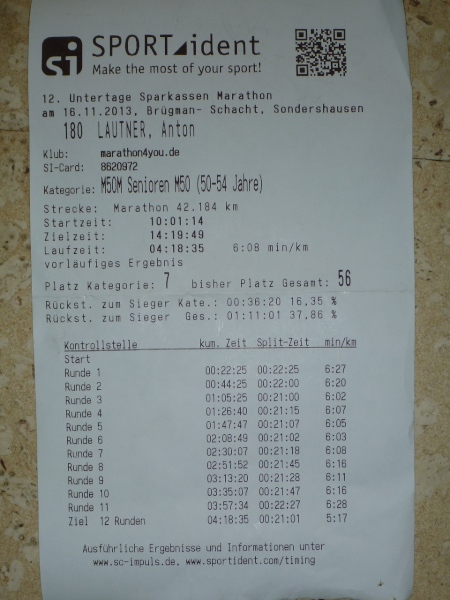 si SPORTident
Make the most of your sport!
12. Untertage Sparkassen Marathon
am 16.11.2013, Brügman- Schacht, Sondershausen
180 LAUTNER, Anton
Klub: marathon4you.de
SI-Card: 8620972
Kategorie: M50M Senioren M50 (50-54 Jahre)
Strecke: Marathon 42.184 km
Startzeit: 10:01:14
Zielzeit: 14:19:49
Laufzeit: 04:18:35 6:08 min/km
vorläufiges Ergebnis
Platz Kategorie: 7 bisher Platz Gesamt: 56
Rückst. zum Sieger Kate.: 00:36:20 16,35 %
Rückst. zum Sieger Ges.: 01:11:01 37,86 %
Kontrollstelle kum. Zeit Split-Zeit min/km
Start
Runde 1 00:22:25 00:22:25 6:27
Runde 2 00:44:25 00:22:00 6:20
Runde 3 01:05:25 00:21:00 6:02
Runde 4 01:26:40 00:21:15 6:07
Runde 5 01:47:47 00:21:07 6:05
Runde 6 02:08:49 00:21:02 6:03
Runde 7 02:30:07 00:21:18 6:08
Runde 8 02:51:52 00:21:45 6:16
Runde 9 03:13:20 00:21:28 6:11
Runde 10 03:35:07 00:21:47 6:16
Runde 11 03:57:34 00:22:27 6:28
Ziel 12 Runden 04:18:35 00:21:01 5:17
Ausführliche Ergebnisse und Informationen unter
www.sc-impuls.de, www.sportident.com/timing